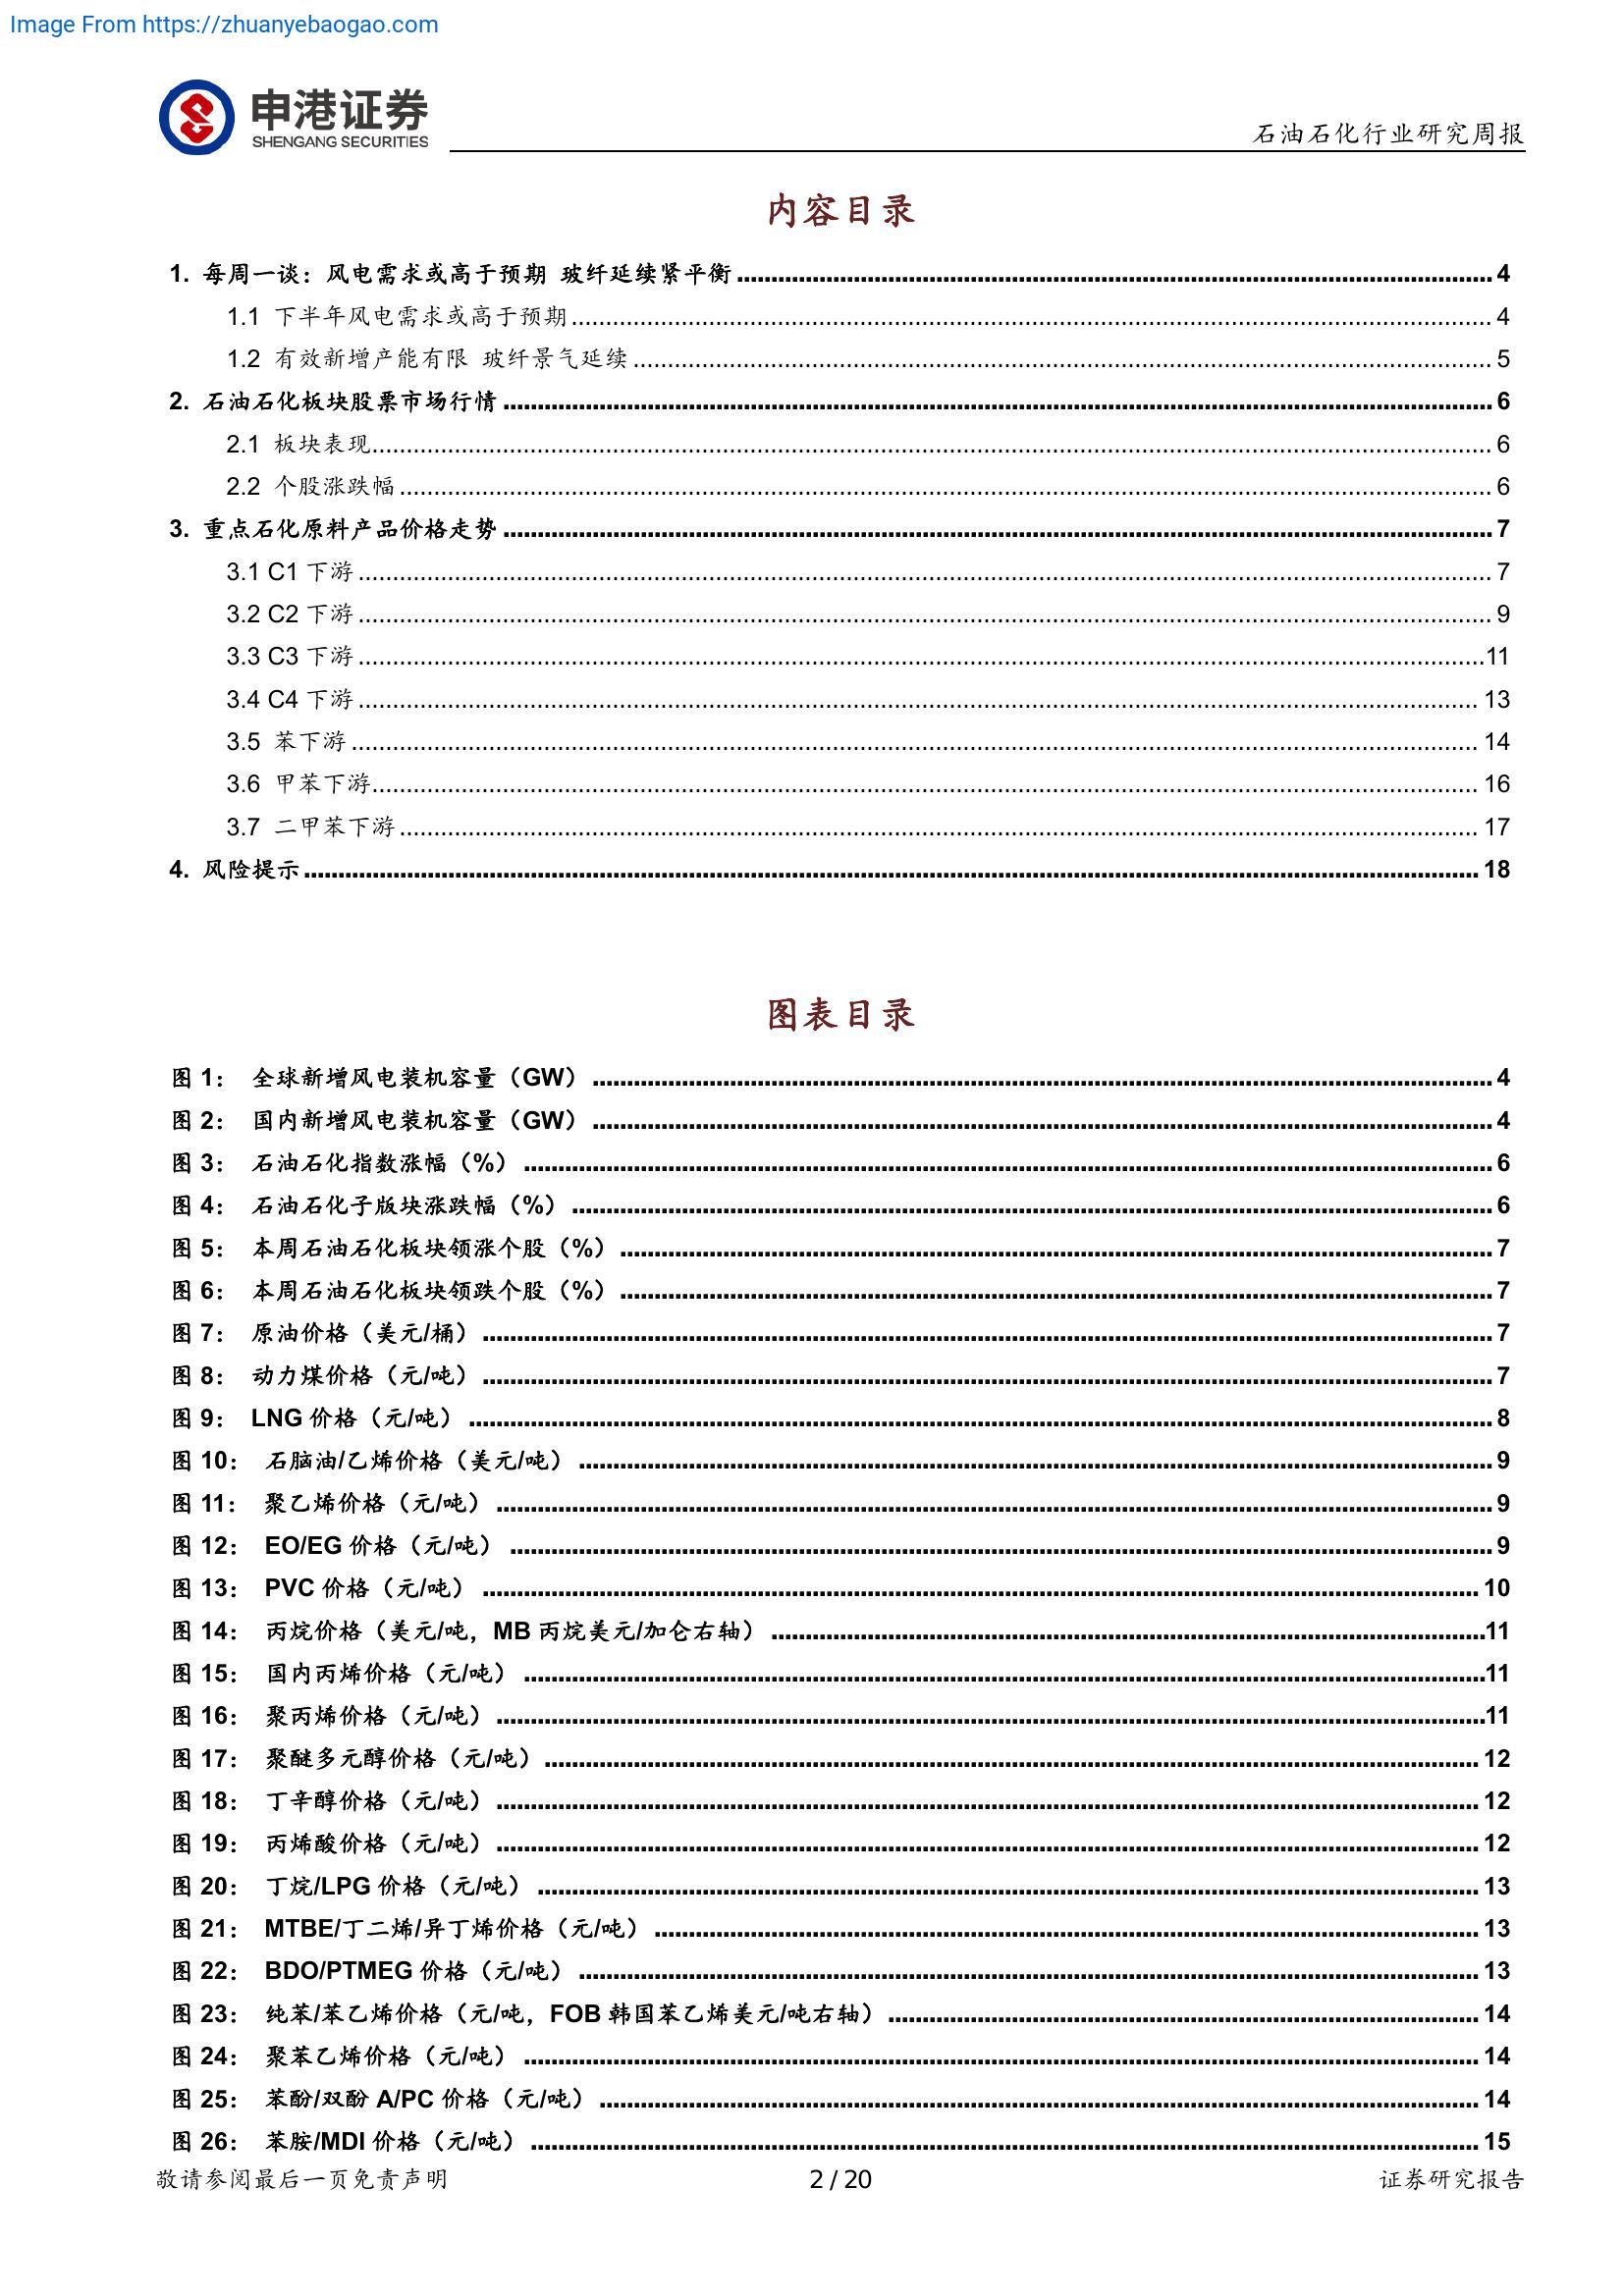 Image From https://zhuanyebaogao.com
申港证券
SHENGANG SECURITIES
石油石化行业研究周报
内容目录
1. 每周一谈：风电需求或高于预期 玻纤延续紧平衡 4
1.1 下半年风电需求或高于预期 4
1.2 有效新增产能有限 玻纤景气延续 5
2. 石油石化板块股票市场行情 6
2.1 板块表现 6
2.2 个股涨跌幅 6
3. 重点石化原料产品价格走势 7
3.1 C1 下游 7
3.2 C2 下游 9
3.3 C3 下游 11
3.4 C4 下游 13
3.5 苯下游 14
3.6 甲苯下游 16
3.7 二甲苯下游 17
4. 风险提示 18
图表目录
图 1： 全球新增风电装机容量（GW） 4
图 2： 国内新增风电装机容量（GW） 4
图 3： 石油石化指数涨幅（%） 6
图 4： 石油石化子版块涨跌幅（%） 6
图 5： 本周石油石化板块领涨个股（%） 7
图 6： 本周石油石化板块领跌个股（%） 7
图 7： 原油价格（美元/桶） 7
图 8： 动力煤价格（元/吨） 7
图 9： LNG 价格（元/吨） 8
图 10： 石脑油/乙烯价格（美元/吨） 9
图 11： 聚乙烯价格（元/吨） 9
图 12： EO/EG 价格（元/吨） 9
图 13： PVC 价格（元/吨） 10
图 14： 丙烷价格（美元/吨，MB 丙烷美元/加仑右轴） 11
图 15： 国内丙烯价格（元/吨） 11
图 16： 聚丙烯价格（元/吨） 11
图 17： 聚醚多元醇价格（元/吨） 12
图 18： 丁辛醇价格（元/吨） 12
图 19： 丙烯酸价格（元/吨） 12
图 20： 丁烷/LPG 价格（元/吨） 13
图 21： MTBE/丁二烯/异丁烯价格（元/吨） 13
图 22： BDO/PTMEG 价格（元/吨） 13
图 23： 纯苯/苯乙烯价格（元/吨，FOB 韩国苯乙烯美元/吨右轴） 14
图 24： 聚苯乙烯价格（元/吨） 14
图 25： 苯酚/双酚 A/PC 价格（元/吨） 14
图 26： 苯胺/MDI 价格（元/吨） 15
敬请参阅最后一页免责声明 2 / 20 证券研究报告